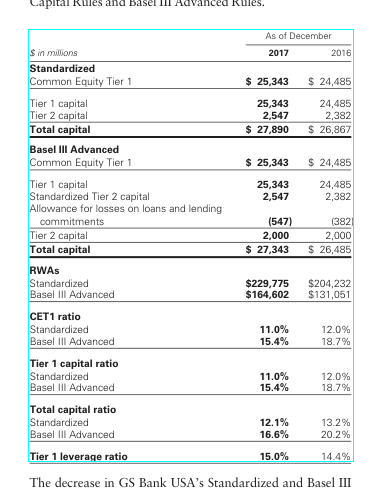 Capital Rules and Basel III Advanced Rules.
As of December
$ in millions 2017 2016
Standardized
Common Equity Tier 1 $ 25,343 $ 24,485
Tier 1 capital 25,343 24,485
Tier 2 capital 2,547 2,382
Total capital $ 27,890 $ 26,867
Basel III Advanced
Common Equity Tier 1 $ 25,343 $ 24,485
Tier 1 capital 25,343 24,485
Standardized Tier 2 capital 2,547 2,382
Allowance for losses on loans and lending
commitments (547) (382)
Tier 2 capital 2,000 2,000
Total capital $ 27,343 $ 26,485
RWAs
Standardized $229,775 $204,232
Basel III Advanced $164,602 $131,051
CET1 ratio
Standardized 11.0% 12.0%
Basel III Advanced 15.4% 18.7%
Tier 1 capital ratio
Standardized 11.0% 12.0%
Basel III Advanced 15.4% 18.7%
Total capital ratio
Standardized 12.1% 13.2%
Basel III Advanced 16.6% 20.2%
Tier 1 leverage ratio 15.0% 14.4%
The decrease in GS Bank USA's Standardized and Basel III